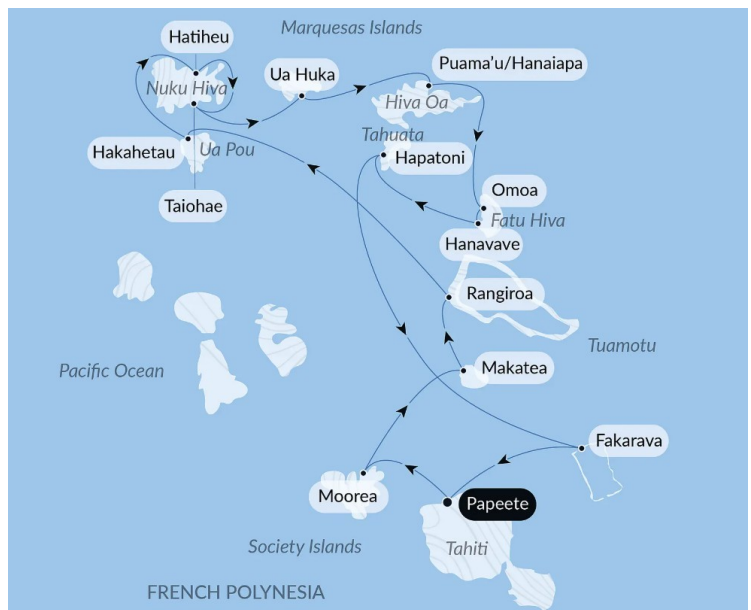 Marquesas Islands
Hatiheu
Puama'u/Hanaiapa
Ua Huka
Nuku Hiva
Hiva Oa
Tahuata
Hakahetau
Ua Pou
Hapatoni
Omoa
Taiohae
Fatu Hiva
Hanavave
Rangiroa
Tuamotu
Pacific Ocean
Makatea
Fakarava
Moorea
Papeete
Society Islands
Tahiti
FRENCH POLYNESIA